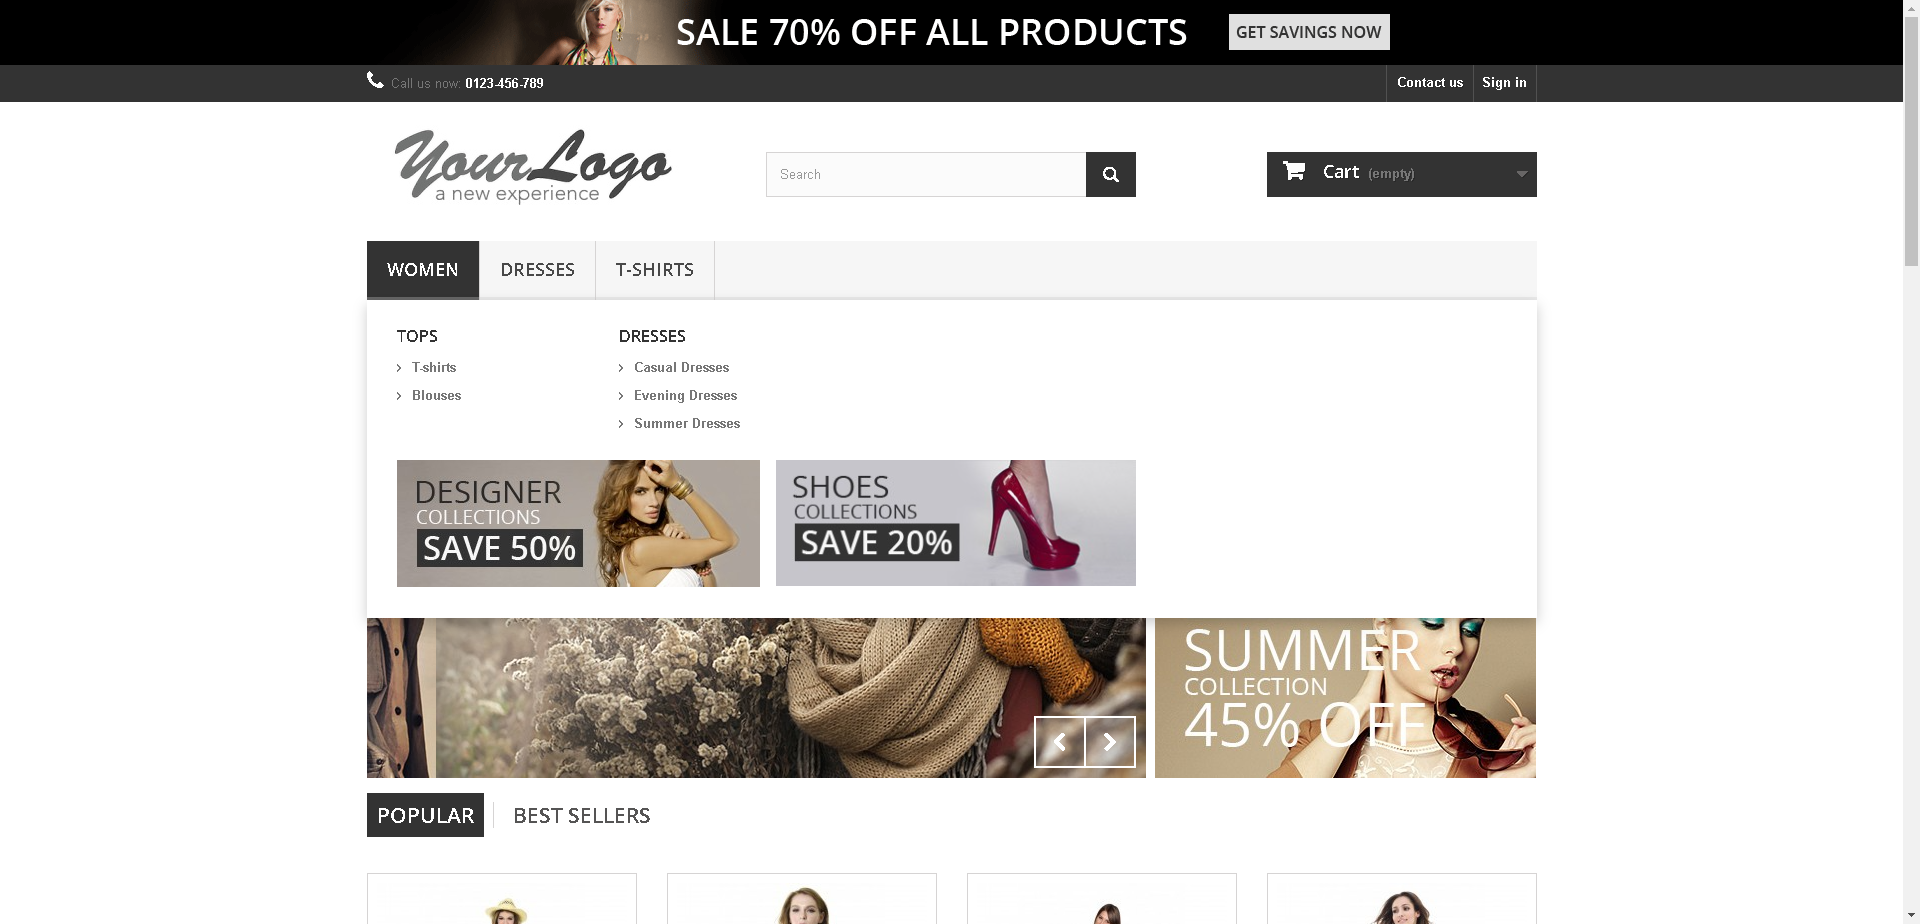 SALE 70% OFF ALL PRODUCTS GET SAVINGS NOW
Call us now: 0123-456-789 Contact us Sign in
YourLogo
a new experience
Search
Cart (empty)
WOMEN DRESSES T-SHIRTS
TOPS
T-shirts
Blouses
DRESSES
Casual Dresses
Evening Dresses
Summer Dresses
DESIGNER
COLLECTIONS
SAVE 50%
SHOES
COLLECTIONS
SAVE 20%
SUMMER
COLLECTION
45% OFF
POPULAR BEST SELLERS